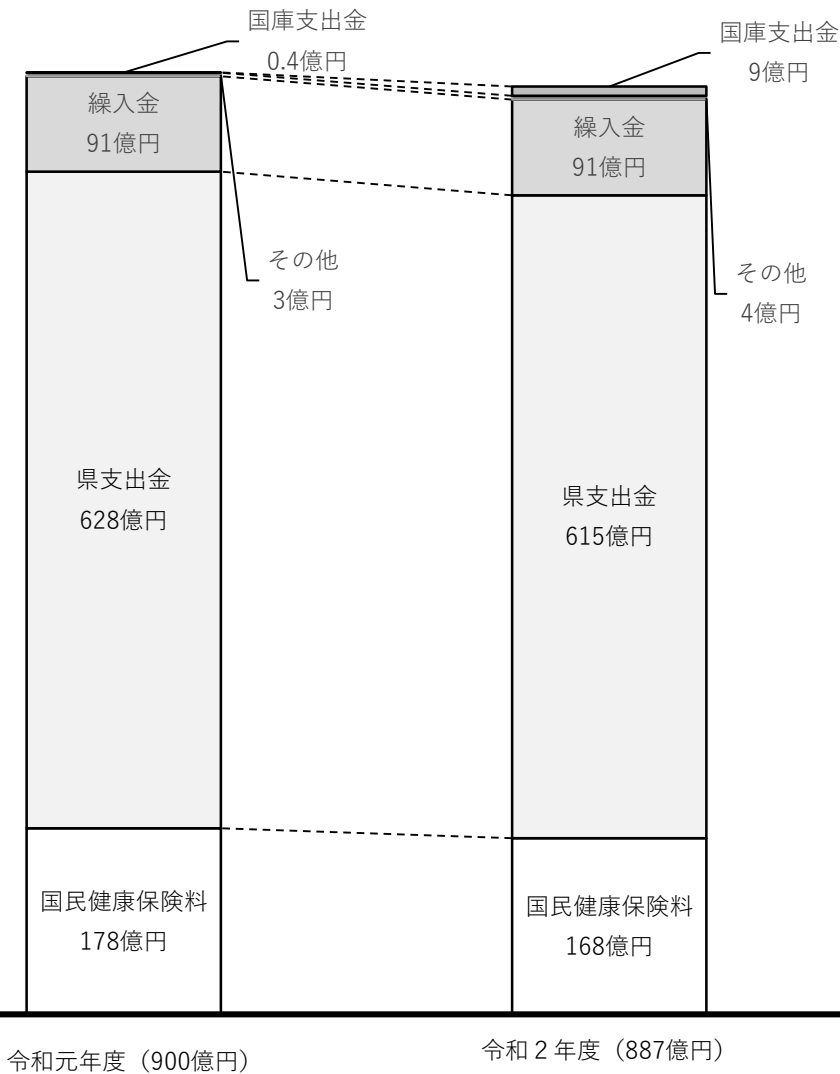 国庫支出金
0.4億円
繰入金
91億円
その他
3億円
県支出金
628億円
国民健康保険料
178億円
令和元年度（900億円）
国庫支出金
9億円
繰入金
91億円
その他
4億円
県支出金
615億円
国民健康保険料
168億円
令和２年度（887億円）